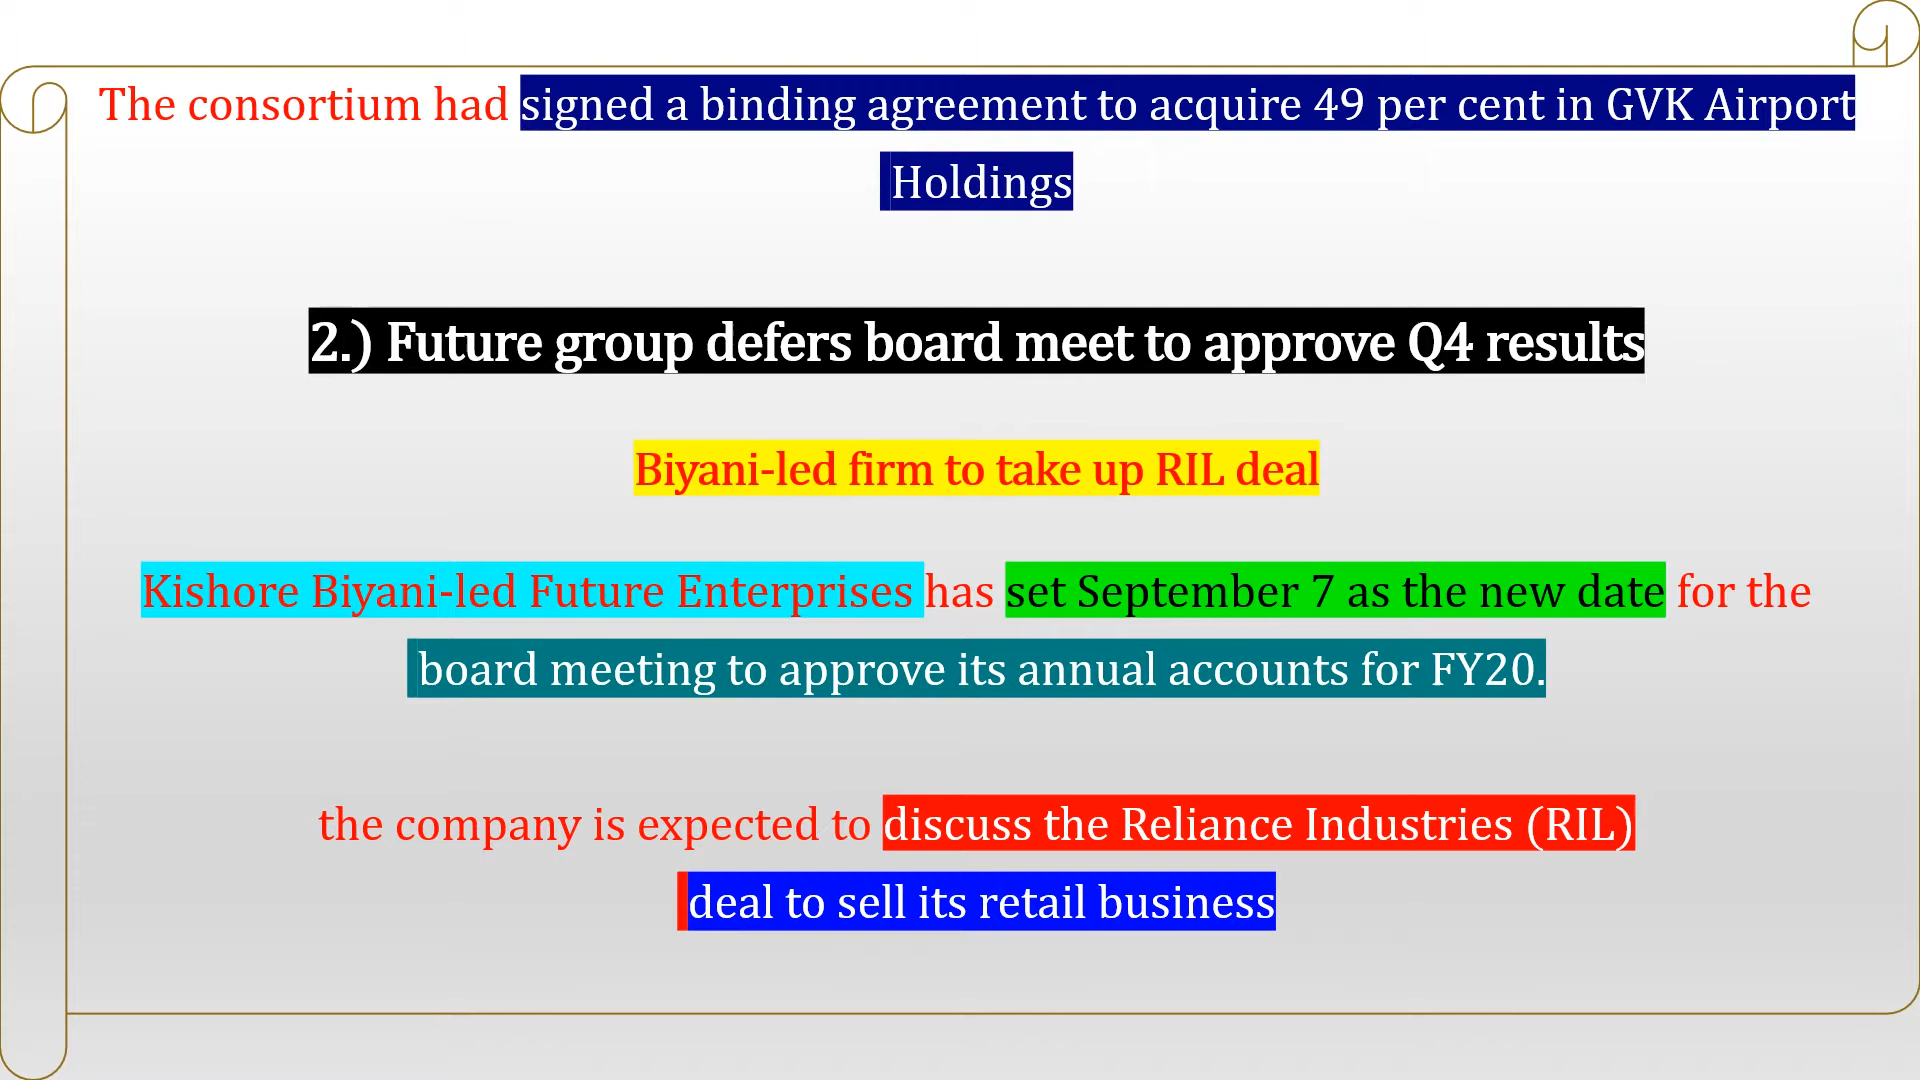 The consortium had signed a binding agreement to acquire 49 per cent in GVK Airport
Holdings
2.) Future group defers board meet to approve Q4 results
Biyani-led firm to take up RIL deal
Kishore Biyani-led Future Enterprises has set September 7 as the new date for the
board meeting to approve its annual accounts for FY20.
the company is expected to discuss the Reliance Industries (RIL)
deal to sell its retail business